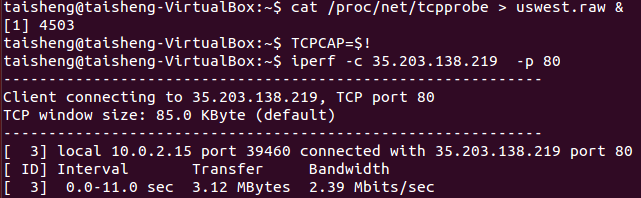 taisheng@taisheng-VirtualBox:~$ cat /proc/net/tcpprobe > uswest.raw &
[1] 4503
taisheng@taisheng-VirtualBox:~$ TCPCAP=$!
taisheng@taisheng-VirtualBox:~$ iperf -c 35.203.138.219  -p 80
------------------------------------------------------------
Client connecting to 35.203.138.219, TCP port 80
TCP window size: 85.0 KByte (default)
------------------------------------------------------------
[  3] local 10.0.2.15 port 39460 connected with 35.203.138.219 port 80
[ ID] Interval       Transfer     Bandwidth
[  3]  0.0-11.0 sec  3.12 MBytes  2.39 Mbits/sec